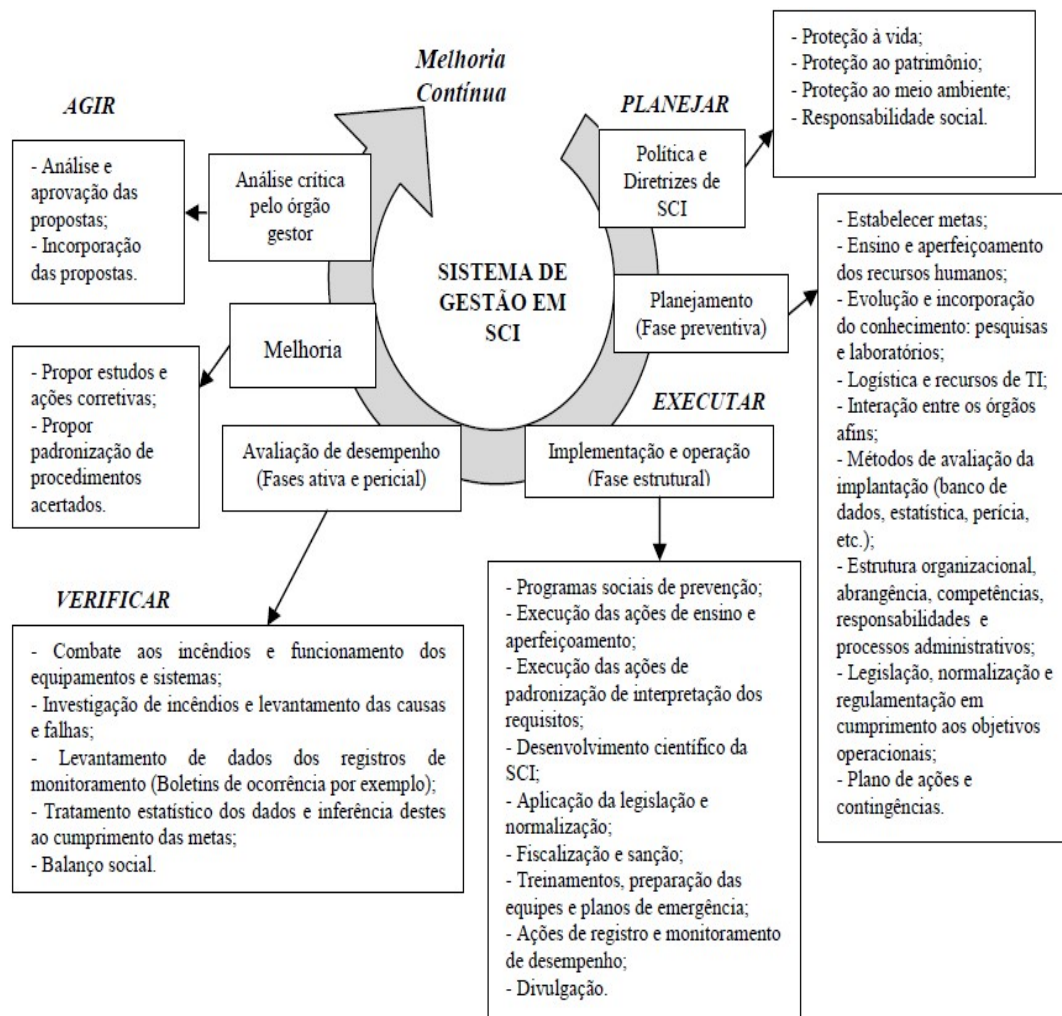 Melhoria
Contínua
AGIR
- Análise e
aprovação das
propostas;
- Incorporação
das propostas.
Análise crítica
pelo órgão
gestor
PLANEJAR
Política e
Diretrizes de
SCI
- Proteção à vida;
- Proteção ao patrimônio;
- Proteção ao meio ambiente;
- Responsabilidade social.
SISTEMA DE
GESTÃO EM
SCI
Planejamento
(Fase preventiva)
- Estabelecer metas;
- Ensino e aperfeiçoamento
dos recursos humanos;
- Evolução e incorporação
do conhecimento: pesquisas
e laboratórios;
- Logística e recursos de TI;
- Interação entre os órgãos
afins;
- Métodos de avaliação da
implantação (banco de
dados, estatística, perícia,
etc.);
- Estrutura organizacional,
abrangência, competências,
responsabilidades e
processos administrativos;
- Legislação, normalização e
regulamentação em
cumprimento aos objetivos
operacionais;
- Plano de ações e
contingências.
Melhoria
- Propor estudos e
ações corretivas;
- Propor
padronização de
procedimentos
acertados.
EXECUTAR
Implementação e operação
(Fase estrutural)
Avaliação de desempenho
(Fases ativa e pericial)
VERIFICAR
- Combate aos incêndios e funcionamento dos
equipamentos e sistemas;
- Investigação de incêndios e levantamento das causas
e falhas;
- Levantamento de dados dos registros de
monitoramento (Boletins de ocorrência por exemplo);
- Tratamento estatístico dos dados e inferência destes
ao cumprimento das metas;
- Balanço social.
- Programas sociais de prevenção;
- Execução das ações de ensino e
aperfeiçoamento;
- Execução das ações de
padronização de interpretação dos
requisitos;
- Desenvolvimento científico da
SCI;
- Aplicação da legislação e
normalização;
- Fiscalização e sanção;
- Treinamentos, preparação das
equipes e planos de emergência;
- Ações de registro e monitoramento
de desempenho;
- Divulgação.